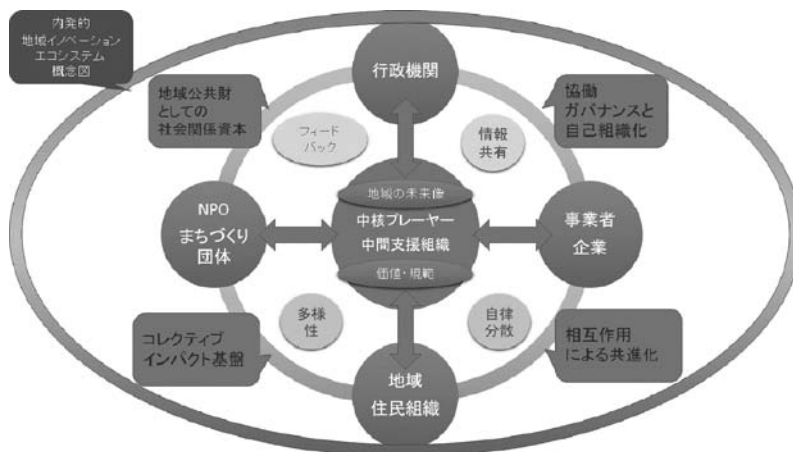 内発的
地域イノベーション
エコシステム
概念図
行政機関
地域公共財
としての
社会関係資本
協働
ガバナンスと
自己組織化
フィード
バック
情報
共有
地域の未来像
NPO
まちづくり
団体
中核プレーヤー
中間支援組織
事業者
企業
価値・規範
多様
性
自律
分散
コレクティブ
インパクト基盤
相互作用
による共進化
地域
住民組織